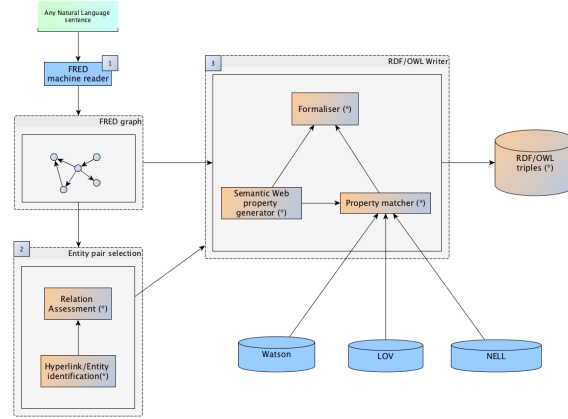 Any Natural Language
sentence
1
FRED
machine reader
FRED graph
2
Entity pair selection
Relation
Assessment (*)
Hyperlink/Entity
identification(*)
3
RDF/OWL Writer
Formaliser (*)
Semantic Web
property
generator (*)
Property matcher (*)
RDF/OWL
triples (*)
Watson
LOV
NELL